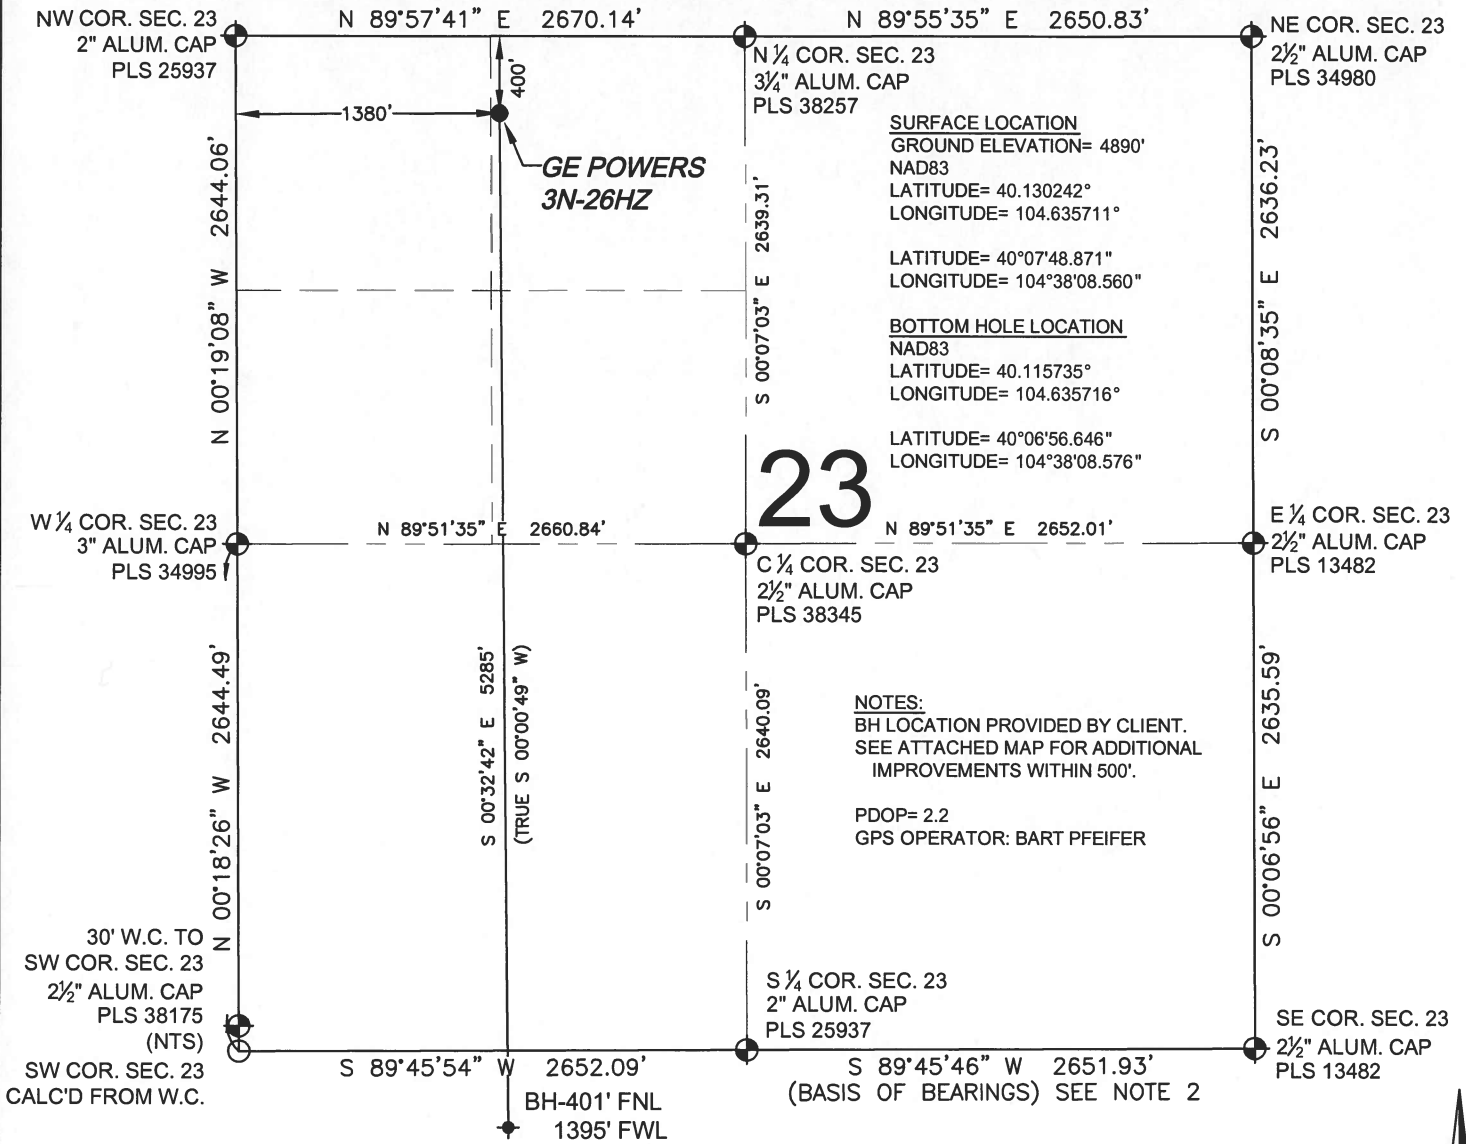 NW COR. SEC. 23
2" ALUM. CAP
PLS 25937
N 89°57'41" E 2670.14'
N 89°55'35" E 2650.83'
NE COR. SEC. 23
2½" ALUM. CAP
PLS 34980
N ¼ COR. SEC. 23
3¼" ALUM. CAP
PLS 38257
400'
1380'
GE POWERS
3N-26HZ
SURFACE LOCATION
GROUND ELEVATION= 4890'
NAD83
LATITUDE= 40.130242°
LONGITUDE= 104.635711°
LATITUDE= 40°07'48.871"
LONGITUDE= 104°38'08.560"
BOTTOM HOLE LOCATION
NAD83
LATITUDE= 40.115735°
LONGITUDE= 104.635716°
LATITUDE= 40°06'56.646"
LONGITUDE= 104°38'08.576"
N 00°19'08" W 2644.06'
S 00°07'03" E 2639.31'
S 00°08'35" E 2636.23'
23
W ¼ COR. SEC. 23
3" ALUM. CAP
PLS 34995
N 89°51'35" E 2660.84'
N 89°51'35" E 2652.01'
E ¼ COR. SEC. 23
2½" ALUM. CAP
PLS 13482
C ¼ COR. SEC. 23
2½" ALUM. CAP
PLS 38345
N 00°18'26" W 2644.49'
S 00°32'42" E 5285'
(TRUE S 00°00'49" W)
S 00°07'03" E 2640.09'
S 00°06'56" E 2635.59'
NOTES:
BH LOCATION PROVIDED BY CLIENT.
SEE ATTACHED MAP FOR ADDITIONAL
IMPROVEMENTS WITHIN 500'.
PDOP= 2.2
GPS OPERATOR: BART PFEIFER
30' W.C. TO
SW COR. SEC. 23
2½" ALUM. CAP
PLS 38175
(NTS)
SW COR. SEC. 23
CALC'D FROM W.C.
S ¼ COR. SEC. 23
2" ALUM. CAP
PLS 25937
SE COR. SEC. 23
2½" ALUM. CAP
PLS 13482
S 89°45'54" W 2652.09'
S 89°45'46" W 2651.93'
(BASIS OF BEARINGS) SEE NOTE 2
BH-401' FNL
1395' FWL